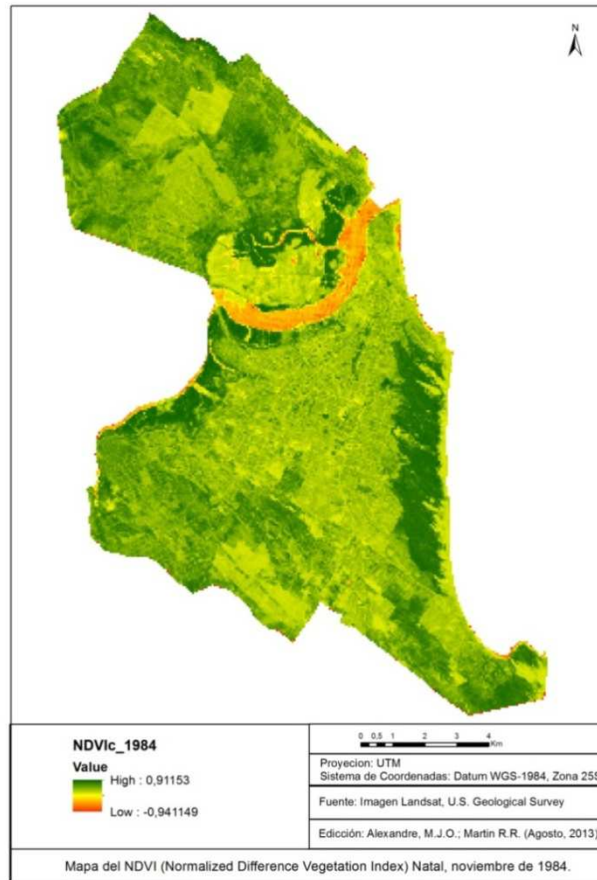 N
NDVIc_1984
Value
High : 0,91153
Low : -0,941149
0 0,5 1 2 3 4
Km
Proyecion: UTM
Sistema de Coordenadas: Datum WGS-1984, Zona 25S
Fuente: Imagen Landsat, U.S. Geological Survey
Edicción: Alexandre, M.J.O.; Martin R.R. (Agosto, 2013)
Mapa del NDVI (Normalized Difference Vegetation Index) Natal, noviembre de 1984.